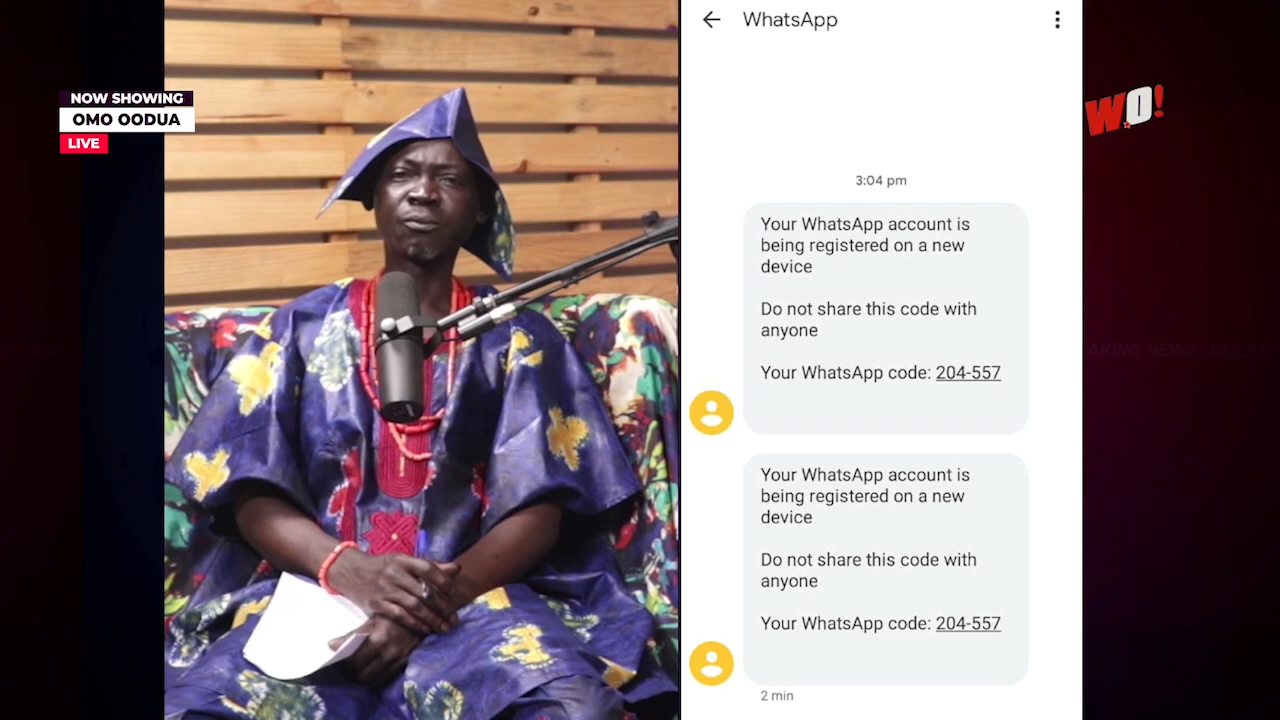 NOW SHOWING
OMO OODUA
LIVE
WhatsApp
3:04 pm
Your WhatsApp account is
being registered on a new
device
Do not share this code with
anyone
Your WhatsApp code: 204-557
Your WhatsApp account is
being registered on a new
device
Do not share this code with
anyone
Your WhatsApp code: 204-557
2 min
W.O!
AKING NEWS